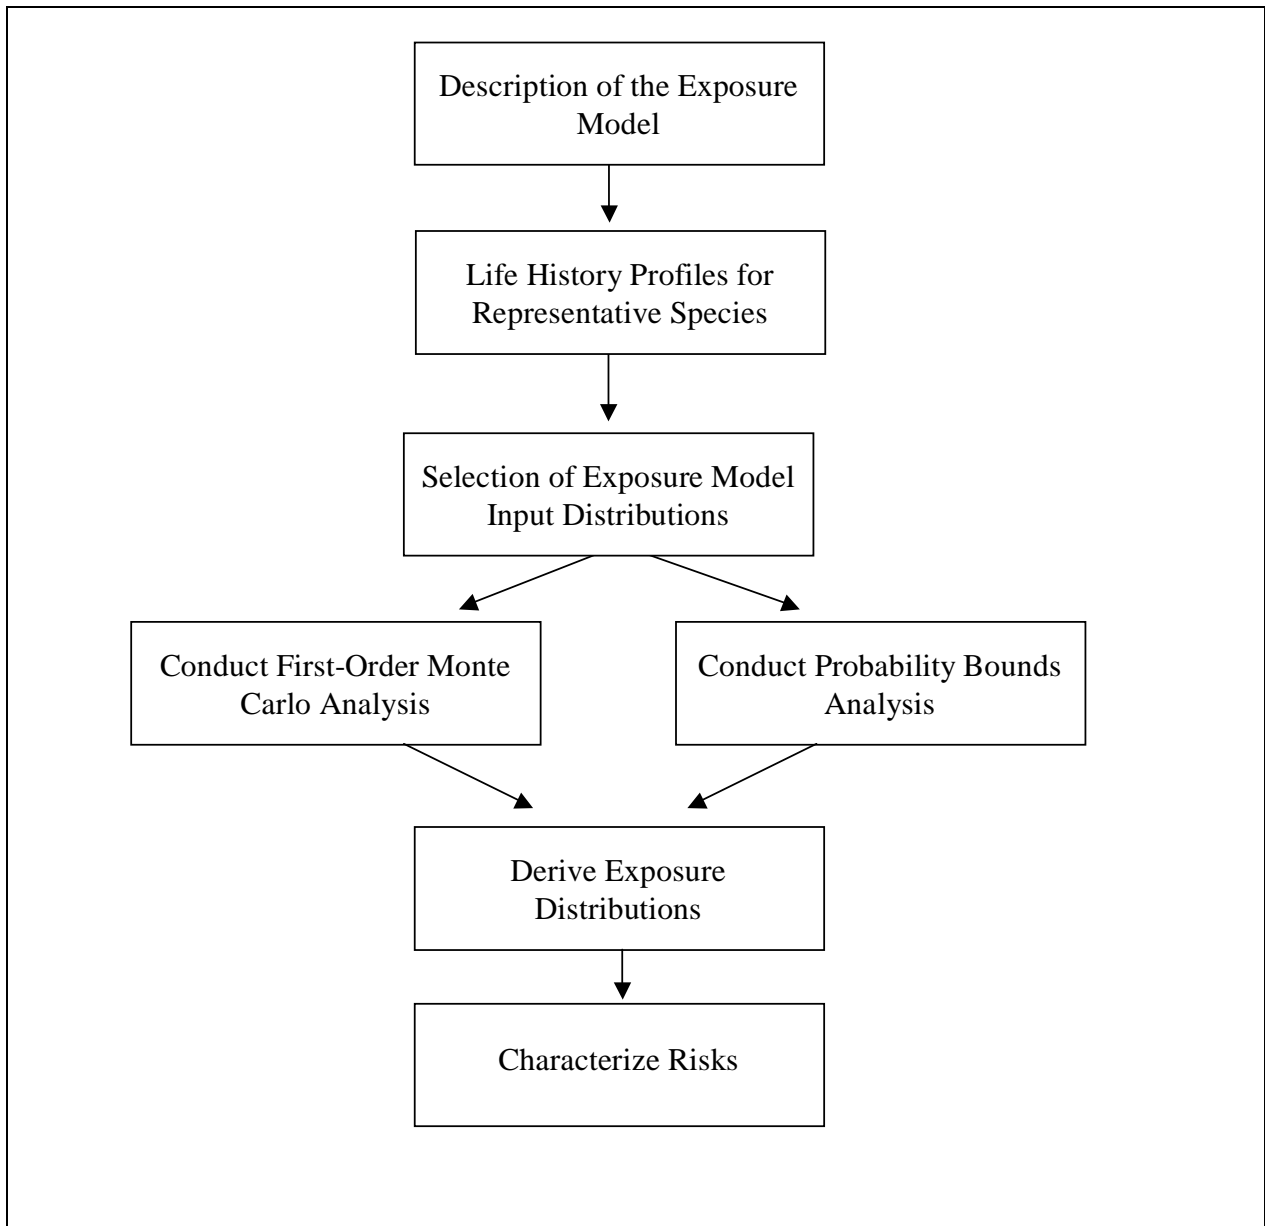 Description of the Exposure
Model
Life History Profiles for
Representative Species
Selection of Exposure Model
Input Distributions
Conduct First-Order Monte
Carlo Analysis
Conduct Probability Bounds
Analysis
Derive Exposure
Distributions
Characterize Risks